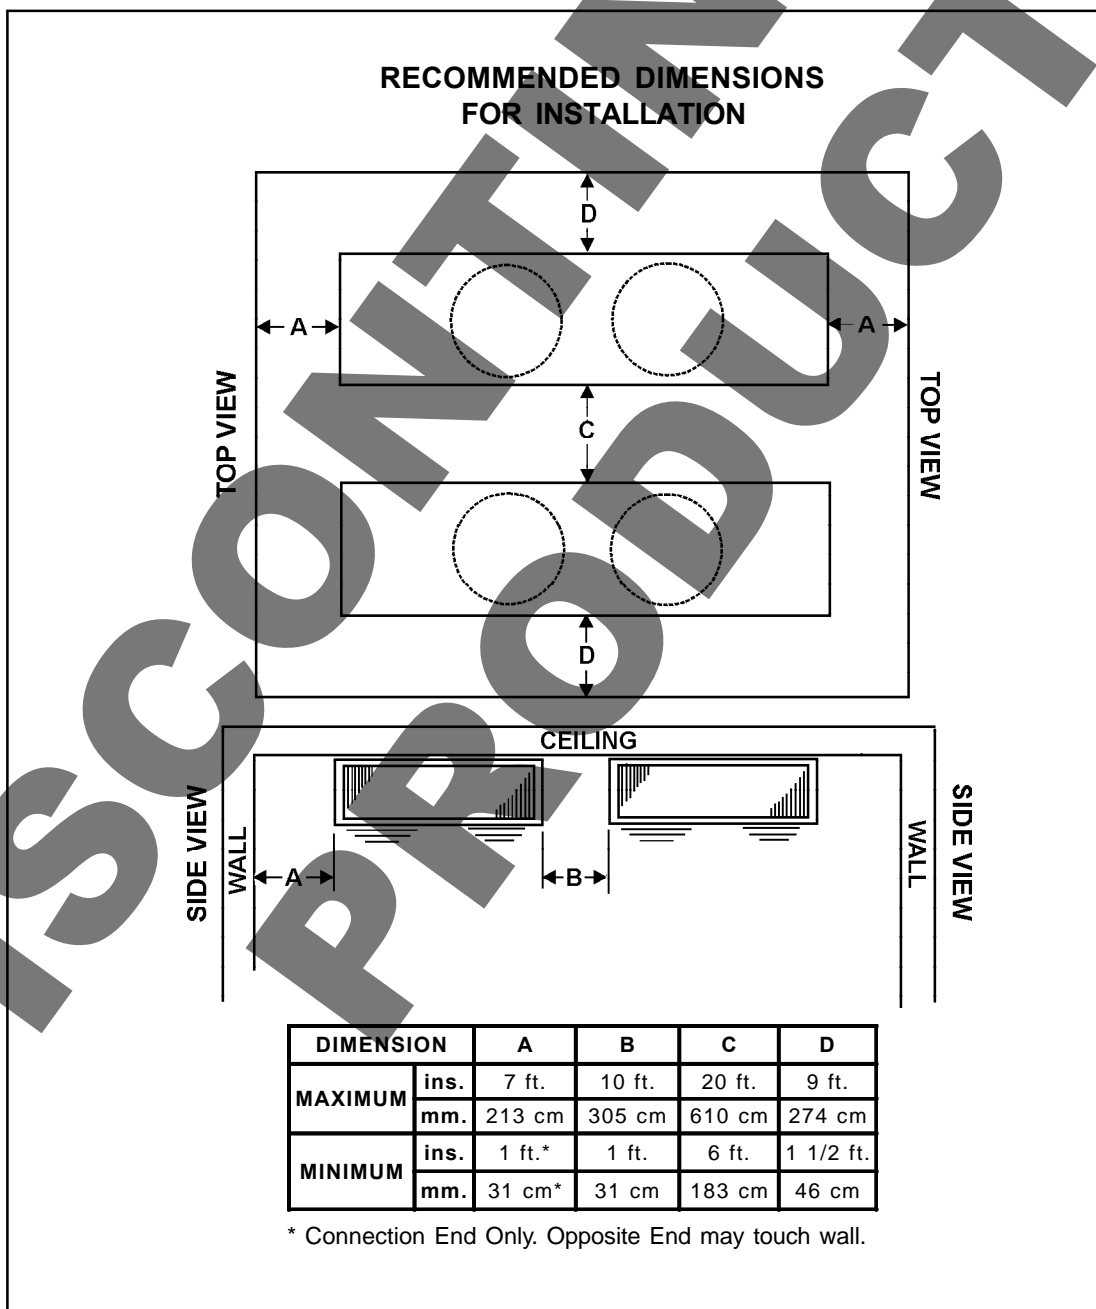 RECOMMENDED DIMENSIONS
FOR INSTALLATION
D
A
A
TOP VIEW
TOP VIEW
C
D
CEILING
SIDE VIEW
WALL
A
B
WALL
SIDE VIEW
DIMENSION A B C D
MAXIMUM ins. 7 ft. 10 ft. 20 ft. 9 ft.
mm. 213 cm 305 cm 610 cm 274 cm
MINIMUM ins. 1 ft.* 1 ft. 6 ft. 1 1/2 ft.
mm. 31 cm* 31 cm 183 cm 46 cm
* Connection End Only. Opposite End may touch wall.
ISCONTIN
PRODUCT